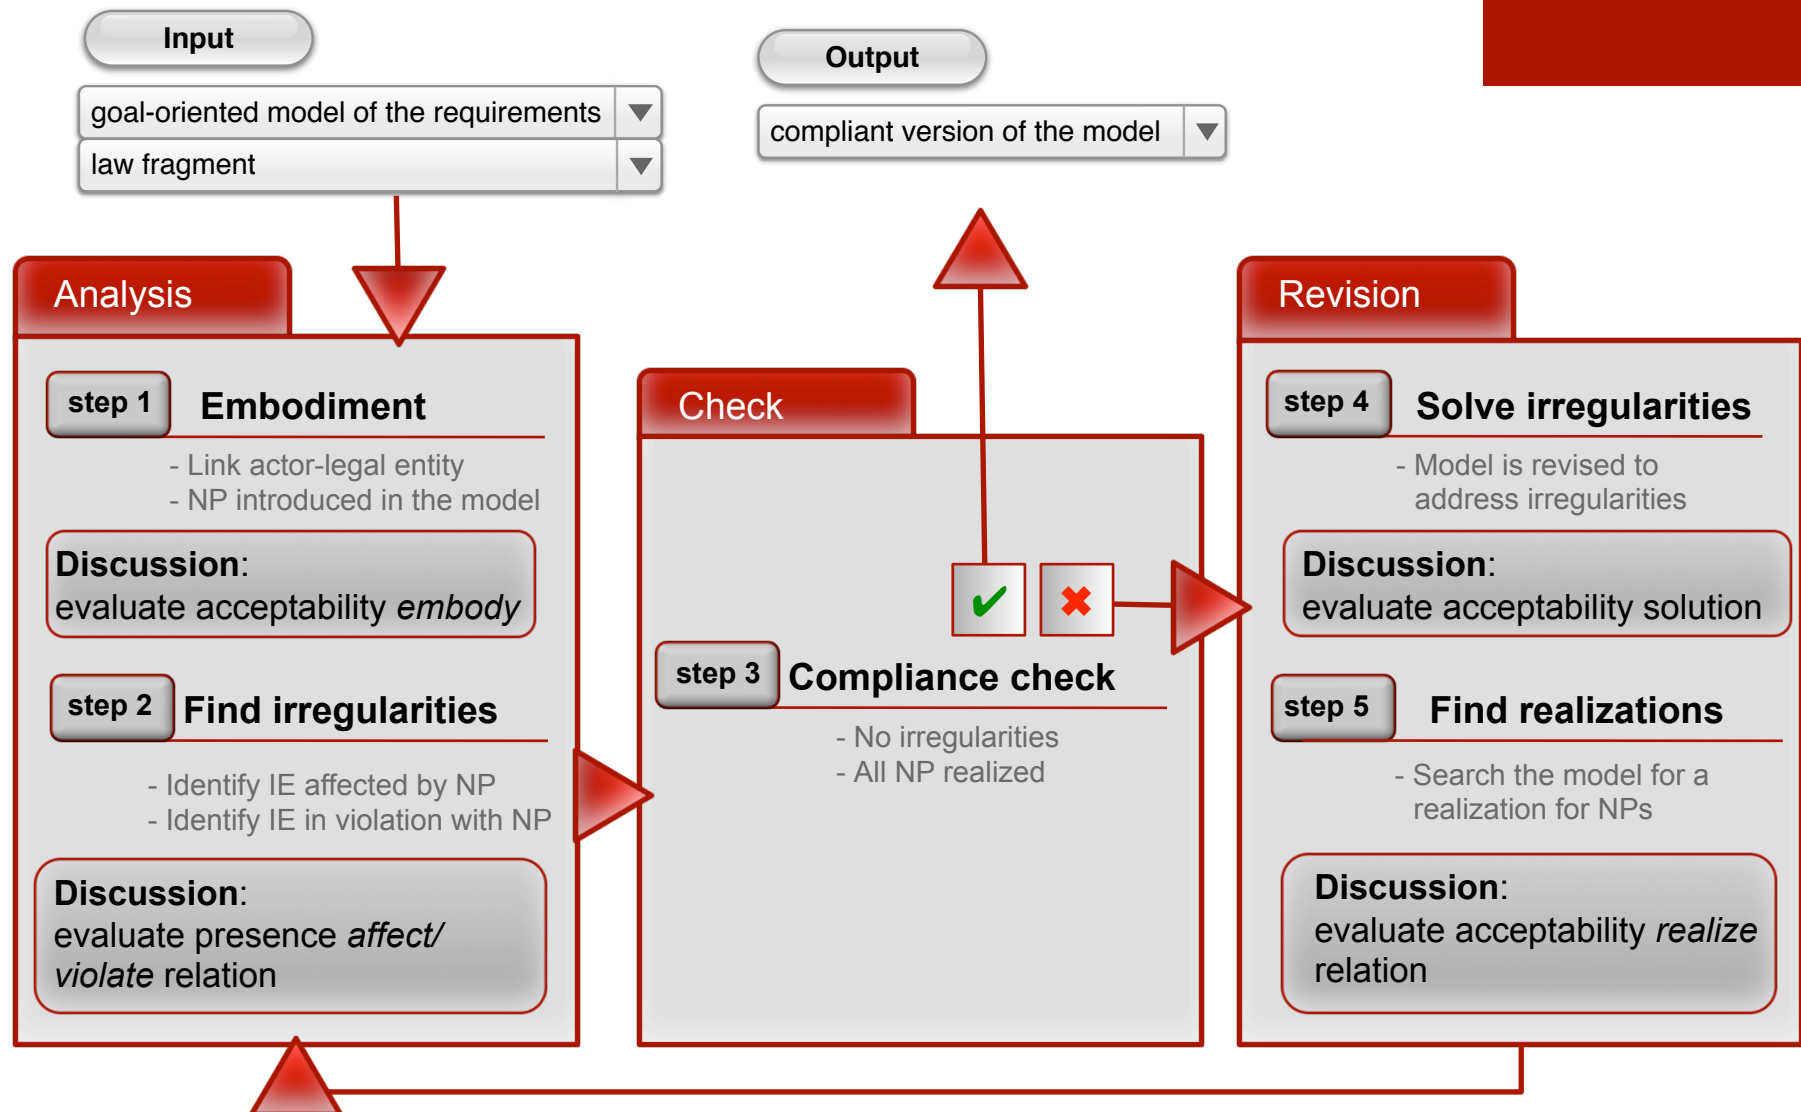 Input
goal-oriented model of the requirements
law fragment
Output
compliant version of the model
Analysis
step 1 Embodiment
- Link actor-legal entity
- NP introduced in the model
Discussion:
evaluate acceptability embody
step 2 Find irregularities
- Identify IE affected by NP
- Identify IE in violation with NP
Discussion:
evaluate presence affect/
violate relation
Check
✔ ✖
step 3 Compliance check
- No irregularities
- All NP realized
Revision
step 4 Solve irregularities
- Model is revised to
address irregularities
Discussion:
evaluate acceptability solution
step 5 Find realizations
- Search the model for a
realization for NPs
Discussion:
evaluate acceptability realize
relation